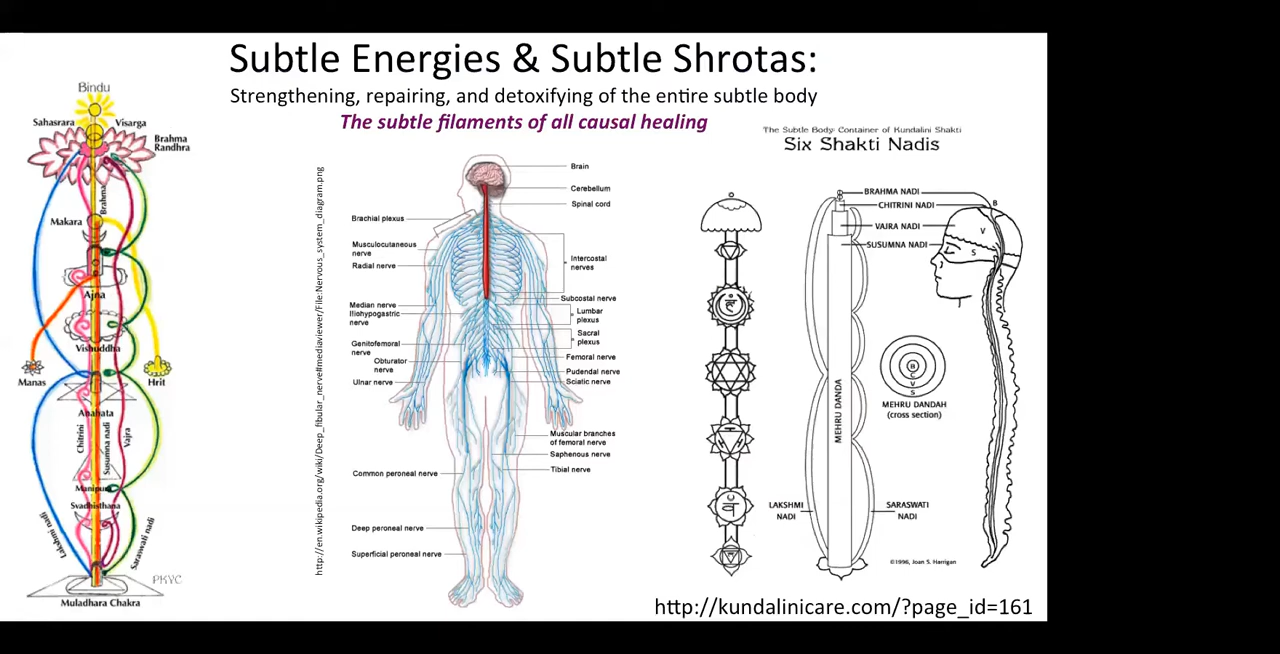 Subtle Energies & Subtle Shrotas:
Strengthening, repairing, and detoxifying of the entire subtle body
The subtle filaments of all causal healing
Bindu
Sahasrara
Visarga
Brahma
Randhra
Brahma
Makara
Ajna
Vishuddha
Manas
Hrit
Anahata
Chitrini
Susumna nadi
Vajra
Manipura
Svadhisthana
Lakshmi nadi
Saraswati nadi
PKYC
Muladhara Chakra
http://en.wikipedia.org/wiki/Deep_fibular_nerve#mediaviewer/File:Nervous_system_diagram.png
Brain
Cerebellum
Spinal cord
Brachial plexus
Musculocutaneous
nerve
Radial nerve
Intercostal
nerves
Subcostal nerve
Median nerve
Iliohypogastric
nerve
Lumbar
plexus
Sacral
plexus
Genitofemoral
nerve
Femoral nerve
Obturator
nerve
Pudendal nerve
Ulnar nerve
Sciatic nerve
Muscular branches
of femoral nerve
Saphenous nerve
Common peroneal nerve
Tibial nerve
Deep peroneal nerve
Superficial peroneal nerve
The Subtle Body: Container of Kundalini Shakti
Six Shakti Nadis
BRAHMA NADI
CHITRINI NADI
VAJRA NADI
SUSUMNA NADI
B
V
S
MEHRU DANDA
B
C
V
S
MEHRU DANDAH
(cross section)
LAKSHMI
NADI
SARASWATI
NADI
©1996, Joan S. Harrigan
http://kundalinicare.com/?page_id=161